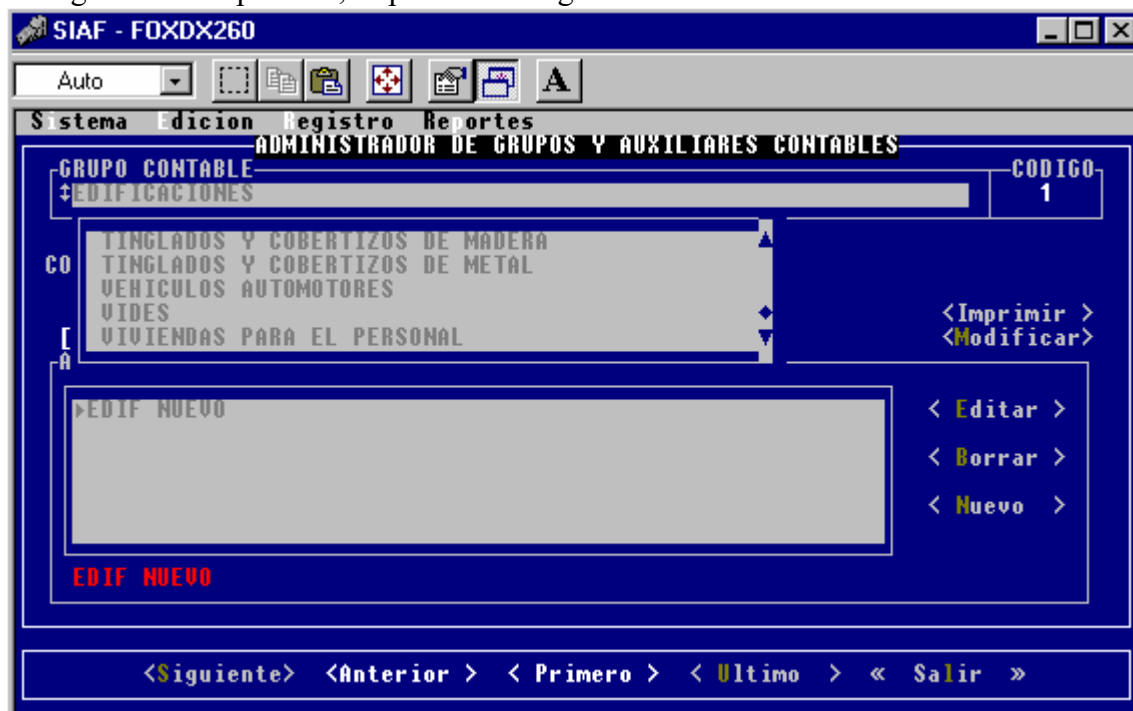 SIAF - FOXDX260
Auto
A
Sistema Edicion Registro Reportes
ADMINISTRADOR DE GRUPOS Y AUXILIARES CONTABLES
GRUPO CONTABLE CODIGO
↕EDIFICACIONES 1
TINGLADOS Y COBERTIZOS DE MADERA
CO TINGLADOS Y COBERTIZOS DE METAL
VEHICULOS AUTOMOTORES
VIDES <Imprimir >
[ VIVIENDAS PARA EL PERSONAL <Modificar>
A
EDIF NUEVO < Editar >
< Borrar >
< Nuevo >
EDIF NUEVO
<Siguiente> <Anterior > < Primero > < Ultimo > « Salir »